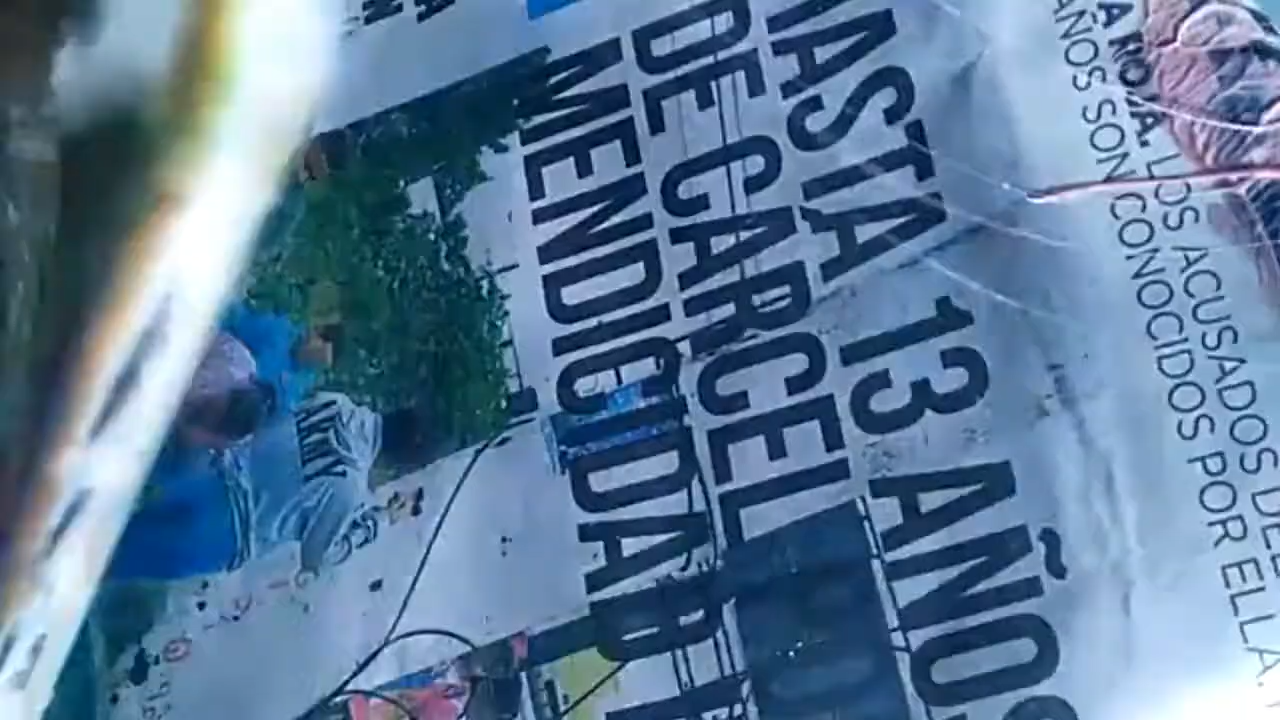 HASTA 13 AÑOS
DE CARCEL
MENDICIDAD
A ROJA. LOS ACUSADOS DE
AÑOS SON CONOCIDOS POR ELLA.